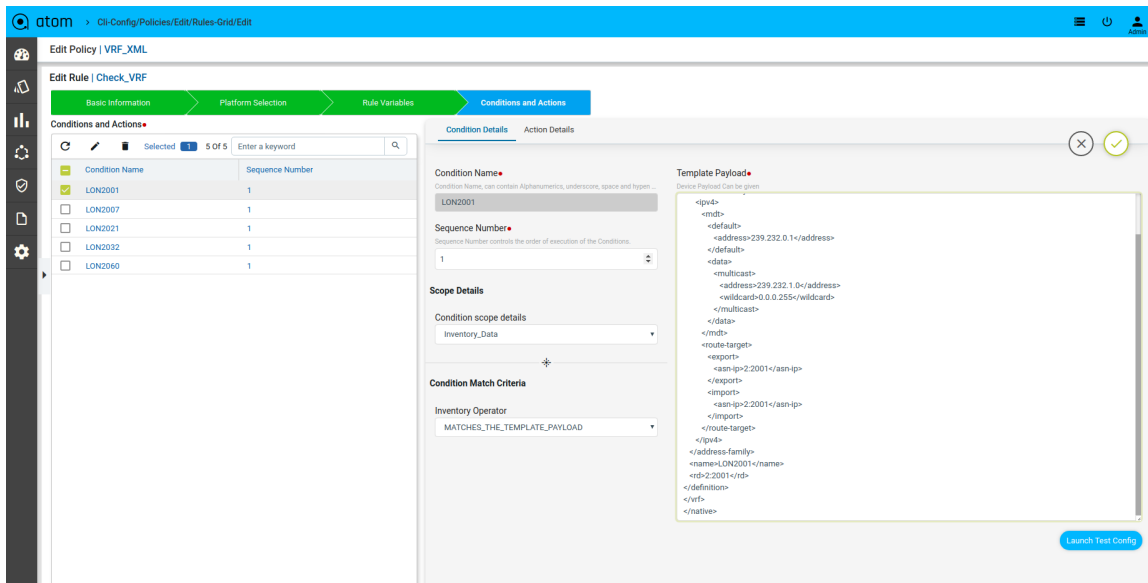 atom > Cli-Config/Policies/Edit/Rules-Grid/Edit
Admin
Edit Policy | VRF_XML
Edit Rule | Check_VRF
Basic Information
Platform Selection
Rule Variables
Conditions and Actions
Conditions and Actions
Selected 1 5 Of 5 Enter a keyword
Condition Name Sequence Number
LON2001 1
LON2007 1
LON2021 1
LON2032 1
LON2060 1
Condition Details Action Details
Condition Name
Condition Name, can contain Alphanumerics, underscore, space and hypen ...
LON2001
Sequence Number
Sequence Number controls the order of execution of the Conditions.
1
Scope Details
Condition scope details
Inventory_Data
Condition Match Criteria
Inventory Operator
MATCHES_THE_TEMPLATE_PAYLOAD
Template Payload
Device Payload Can be given
<ipv4>
<mdt>
<default>
<address>239.232.0.1</address>
</default>
<data>
<multicast>
<address>239.232.1.0</address>
<wildcard>0.0.0.255</wildcard>
</multicast>
</data>
</mdt>
<route-target>
<export>
<asn-ip>2:2001</asn-ip>
</export>
<import>
<asn-ip>2:2001</asn-ip>
</import>
</route-target>
</ipv4>
</address-family>
<name>LON2001</name>
<rd>2:2001</rd>
</definition>
</vrf>
</native>
Launch Test Config